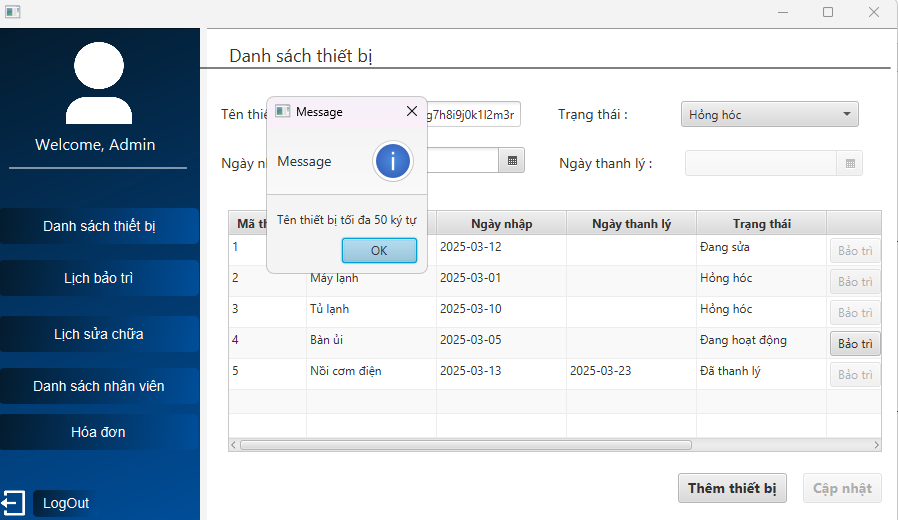 Welcome, Admin
Danh sách thiết bị
Lịch bảo trì
Lịch sửa chữa
Danh sách nhân viên
Hóa đơn
LogOut
Danh sách thiết bị
Tên
g7h8i9j0k1l2m3r
Trạng thái :
Hỏng hóc
Ngày
Ngày thanh lý :
Message
Message
Tên thiết bị tối đa 50 ký tự
OK
Mã Ngày nhập Ngày thanh lý Trạng thái
1 2025-03-12 Đang sửa Bảo trì
2 Máy lạnh 2025-03-01 Hỏng hóc Bảo trì
3 Tủ lạnh 2025-03-10 Hỏng hóc Bảo trì
4 Bàn ủi 2025-03-05 Đang hoạt động Bảo trì
5 Nồi cơm điện 2025-03-13 2025-03-23 Đã thanh lý Bảo trì
Thêm thiết bị
Cập nhật